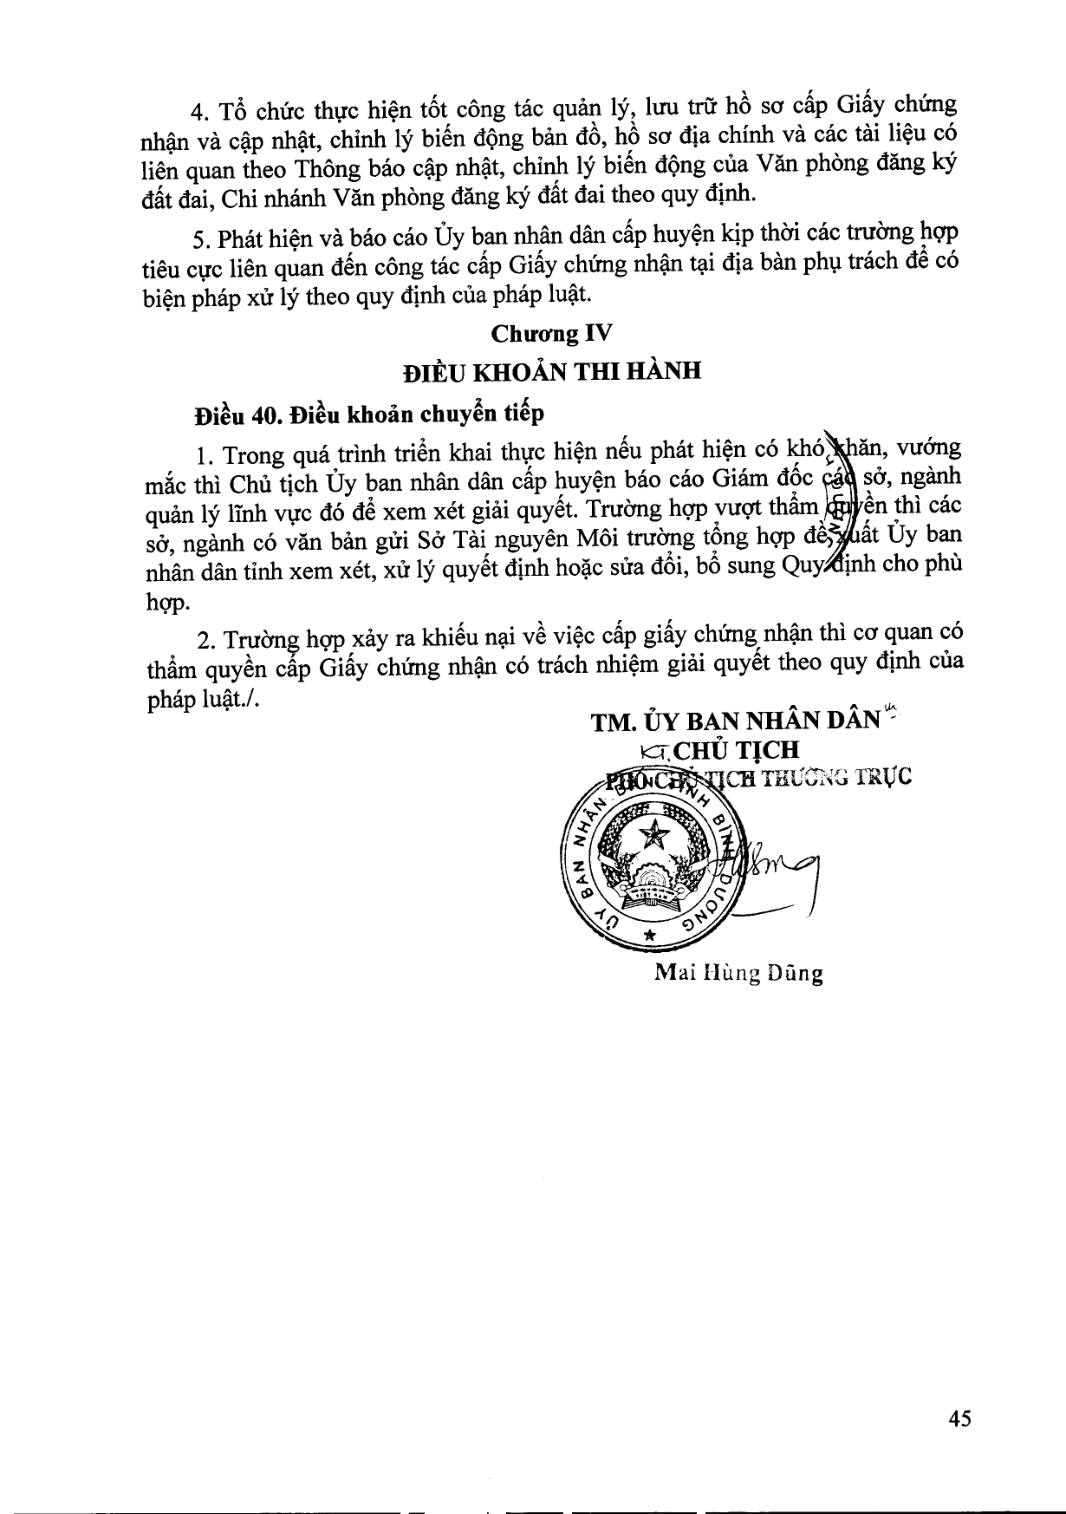 4. Tổ chức thực hiện tốt công tác quản lý, lưu trữ hồ sơ cấp Giấy chứng
nhận và cập nhật, chỉnh lý biến động bản đồ, hồ sơ địa chính và các tài liệu có
liên quan theo Thông báo cập nhật, chỉnh lý biến động của Văn phòng đăng ký
đất đai, Chi nhánh Văn phòng đăng ký đất đai theo quy định.
5. Phát hiện và báo cáo Ủy ban nhân dân cấp huyện kịp thời các trường hợp
tiêu cực liên quan đến công tác cấp Giấy chứng nhận tại địa bàn phụ trách để có
biện pháp xử lý theo quy định của pháp luật.
Chương IV
ĐIỀU KHOẢN THI HÀNH
Điều 40. Điều khoản chuyển tiếp
1. Trong quá trình triển khai thực hiện nếu phát hiện có khó khăn, vướng
mắc thì Chủ tịch Ủy ban nhân dân cấp huyện báo cáo Giám đốc các sở, ngành
quản lý lĩnh vực đó để xem xét giải quyết. Trường hợp vượt thẩm quyền thì các
sở, ngành có văn bản gửi Sở Tài nguyên Môi trường tổng hợp đề xuất Ủy ban
nhân dân tỉnh xem xét, xử lý quyết định hoặc sửa đổi, bổ sung Quy định cho phù
hợp.
2. Trường hợp xảy ra khiếu nại về việc cấp giấy chứng nhận thì cơ quan có
thẩm quyền cấp Giấy chứng nhận có trách nhiệm giải quyết theo quy định của
pháp luật./.
TM. ỦY BAN NHÂN DÂN
KT. CHỦ TỊCH
PHÓ CHỦ TỊCH THƯỜNG TRỰC
ỦY BAN NHÂN DÂN TỈNH BÌNH DƯƠNG
Mai Hùng Dũng
45